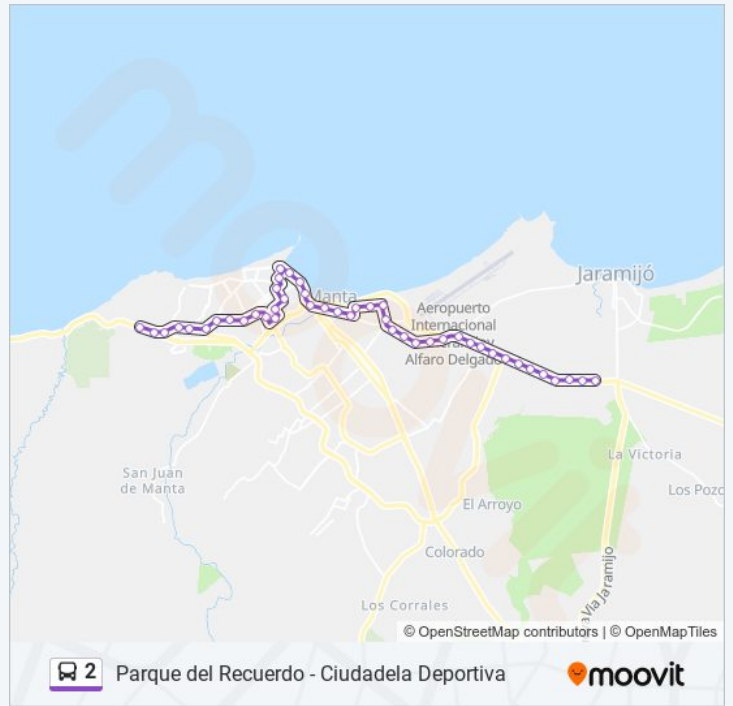 Jaramijó
Manta
Aeropuerto
Internacional
Alfaro Delgado
La Victoria
San Juan
de Manta
Los Pozo
El Arroyo
Colorado
Vía Jaramijo
Los Corrales
© OpenStreetMap contributors | © OpenMapTiles
2 Parque del Recuerdo - Ciudadela Deportiva
moovit